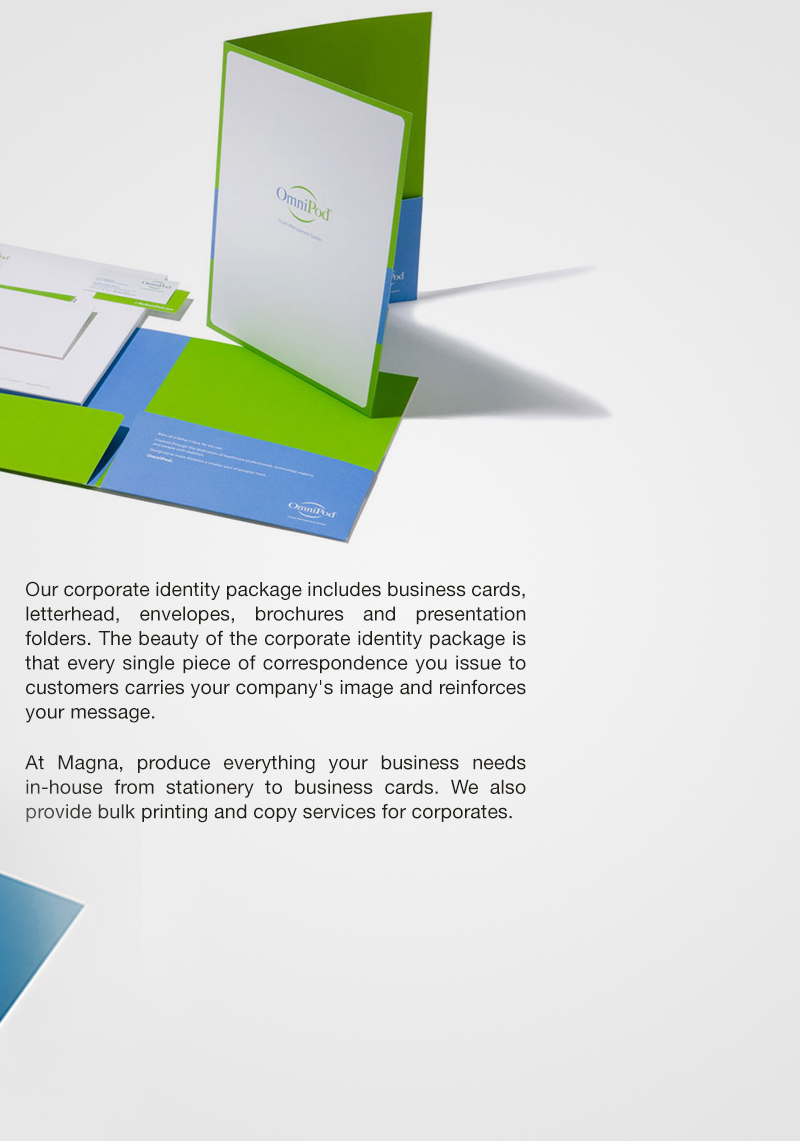 OmniPod
Our corporate identity package includes business cards,
letterhead, envelopes, brochures and presentation
folders. The beauty of the corporate identity package is
that every single piece of correspondence you issue to
customers carries your company's image and reinforces
your message.
At Magna, produce everything your business needs
in-house from stationery to business cards. We also
provide bulk printing and copy services for corporates.
OmniPod.
OmniPod